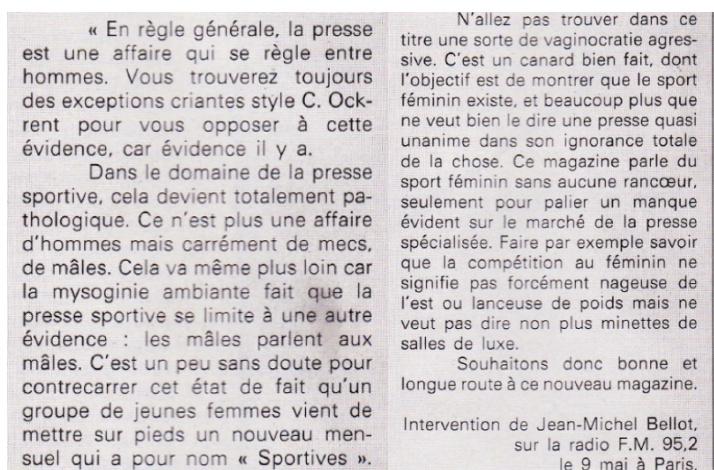 « En règle générale, la presse
est une affaire qui se règle entre
hommes. Vous trouverez toujours
des exceptions criantes style C. Ock-
rent pour vous opposer à cette
évidence, car évidence il y a.
Dans le domaine de la presse
sportive, cela devient totalement pa-
thologique. Ce n'est plus une affaire
d'hommes mais carrément de mecs,
de mâles. Cela va même plus loin car
la mysoginie ambiante fait que la
presse sportive se limite à une autre
évidence : les mâles parlent aux
mâles. C'est un peu sans doute pour
contrecarrer cet état de fait qu'un
groupe de jeunes femmes vient de
mettre sur pieds un nouveau men-
suel qui a pour nom « Sportives ».
N'allez pas trouver dans ce
titre une sorte de vaginocratie agres-
sive. C'est un canard bien fait, dont
l'objectif est de montrer que le sport
féminin existe, et beaucoup plus que
ne veut bien le dire une presse quasi
unanime dans son ignorance totale
de la chose. Ce magazine parle du
sport féminin sans aucune rancœur,
seulement pour palier un manque
évident sur le marché de la presse
spécialisée. Faire par exemple savoir
que la compétition au féminin ne
signifie pas forcément nageuse de
l'est ou lanceuse de poids mais ne
veut pas dire non plus minettes de
salles de luxe.
Souhaitons donc bonne et
longue route à ce nouveau magazine.
Intervention de Jean-Michel Bellot,
sur la radio F.M. 95,2
le 9 mai à Paris.